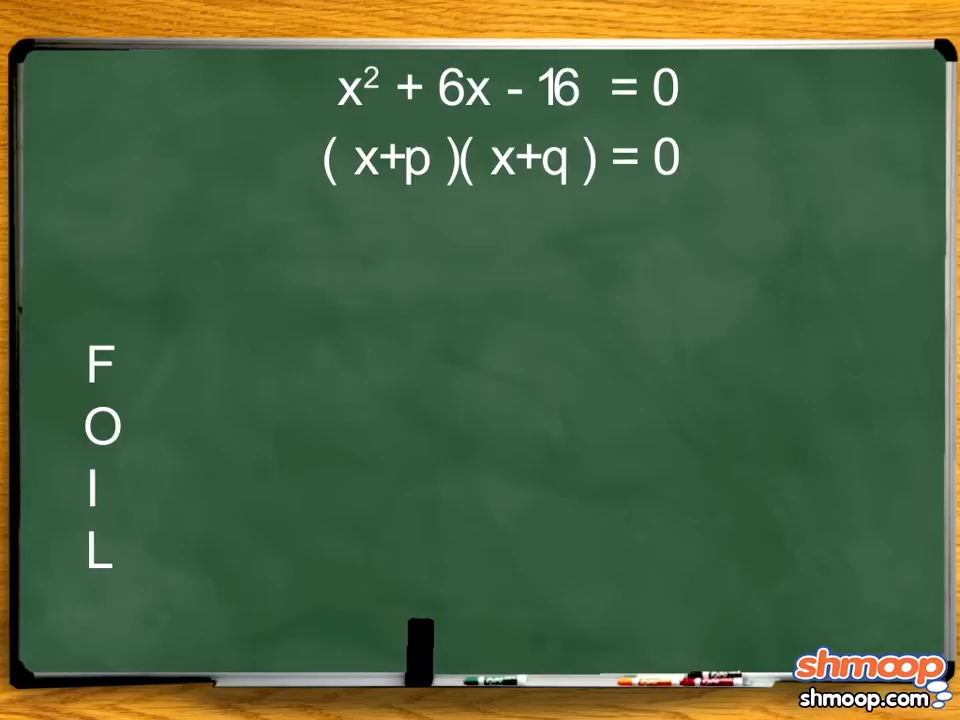 x² + 6x - 16 = 0
( x+p )( x+q ) = 0
F
O
I
L
shmoop
shmoop.com